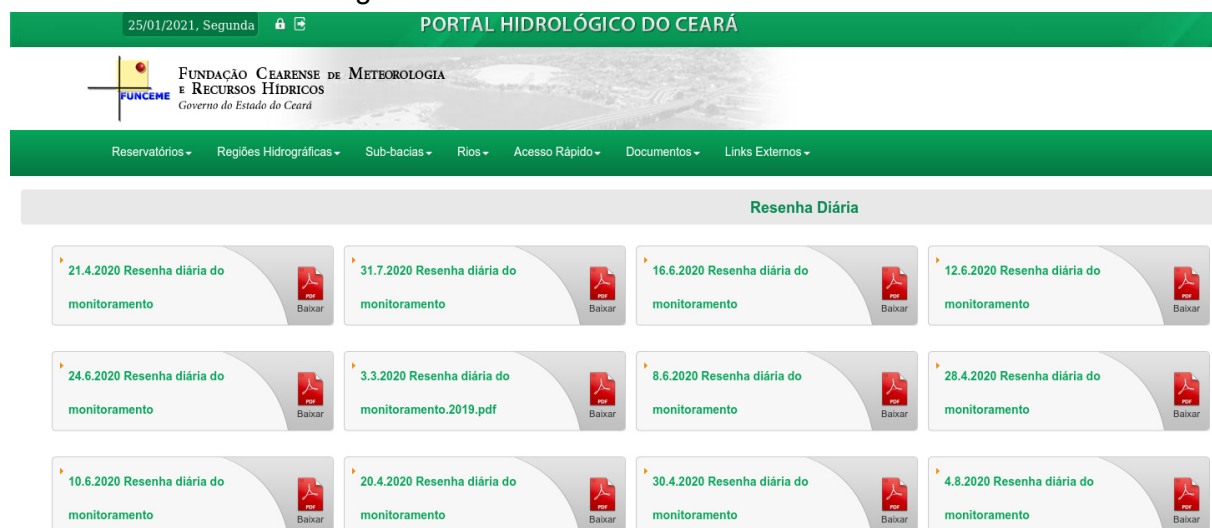 25/01/2021, Segunda
PORTAL HIDROLÓGICO DO CEARÁ
FUNCEME
Fundação Cearense de Meteorologia
e Recursos Hídricos
Governo do Estado do Ceará
Reservatórios Regiões Hidrográficas Sub-bacias Rios Acesso Rápido Documentos Links Externos
Resenha Diária
21.4.2020 Resenha diária do
monitoramento
PDF
Baixar
31.7.2020 Resenha diária do
monitoramento
PDF
Baixar
16.6.2020 Resenha diária do
monitoramento
PDF
Baixar
12.6.2020 Resenha diária do
monitoramento
PDF
Baixar
24.6.2020 Resenha diária do
monitoramento
PDF
Baixar
3.3.2020 Resenha diária do
monitoramento.2019.pdf
PDF
Baixar
8.6.2020 Resenha diária do
monitoramento
PDF
Baixar
28.4.2020 Resenha diária do
monitoramento
PDF
Baixar
10.6.2020 Resenha diária do
monitoramento
PDF
Baixar
20.4.2020 Resenha diária do
monitoramento
PDF
Baixar
30.4.2020 Resenha diária do
monitoramento
PDF
Baixar
4.8.2020 Resenha diária do
monitoramento
PDF
Baixar